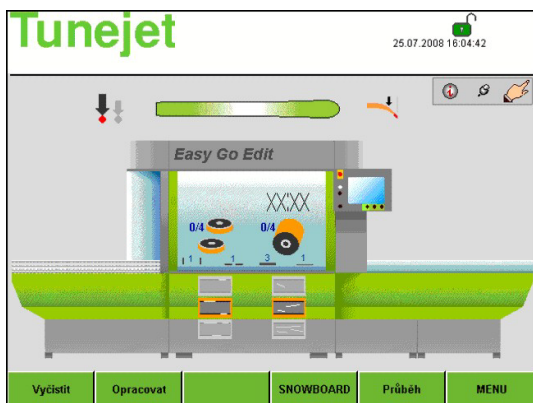 Tunejet
25.07.2008 16:04:42
Easy Go Edit
XX'XX
0/4
0/4
1 1 3 1
Vyčistit Opracovat SNOWBOARD Průběh MENU